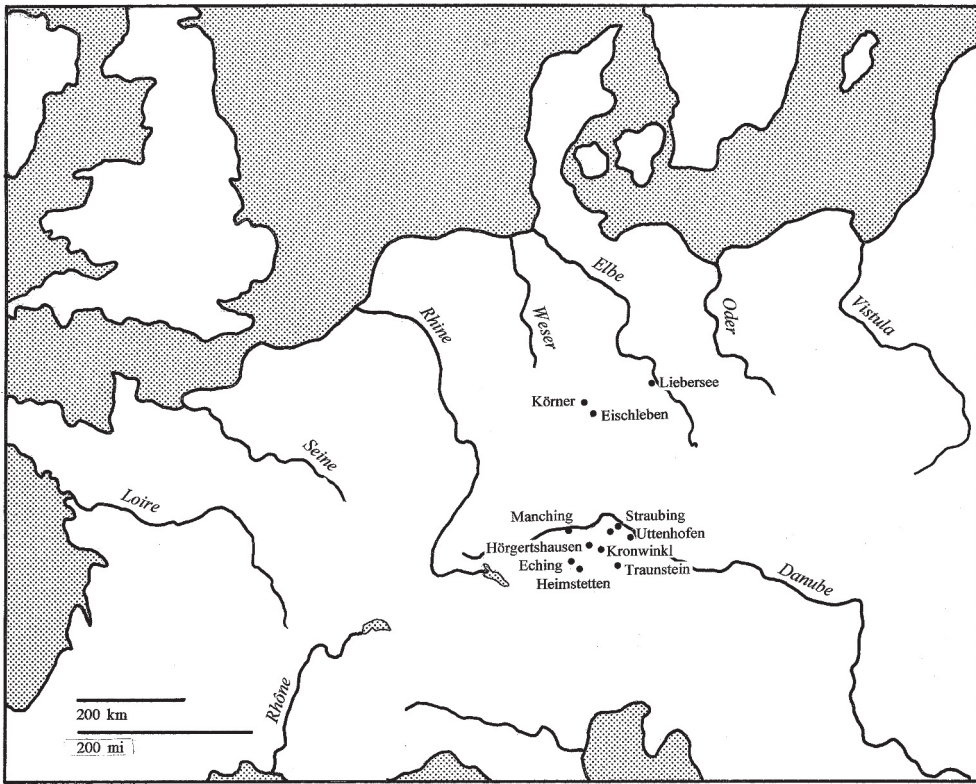 Elbe
Rhine
Weser
Oder
Vistula
Liebersee
Körner
Eischleben
Seine
Loire
Manching
Straubing
Uttenhofen
Hörgertshausen
Kronwinkl
Eching
Traunstein
Heimstetten
Danube
Rhône
200 km
200 mi